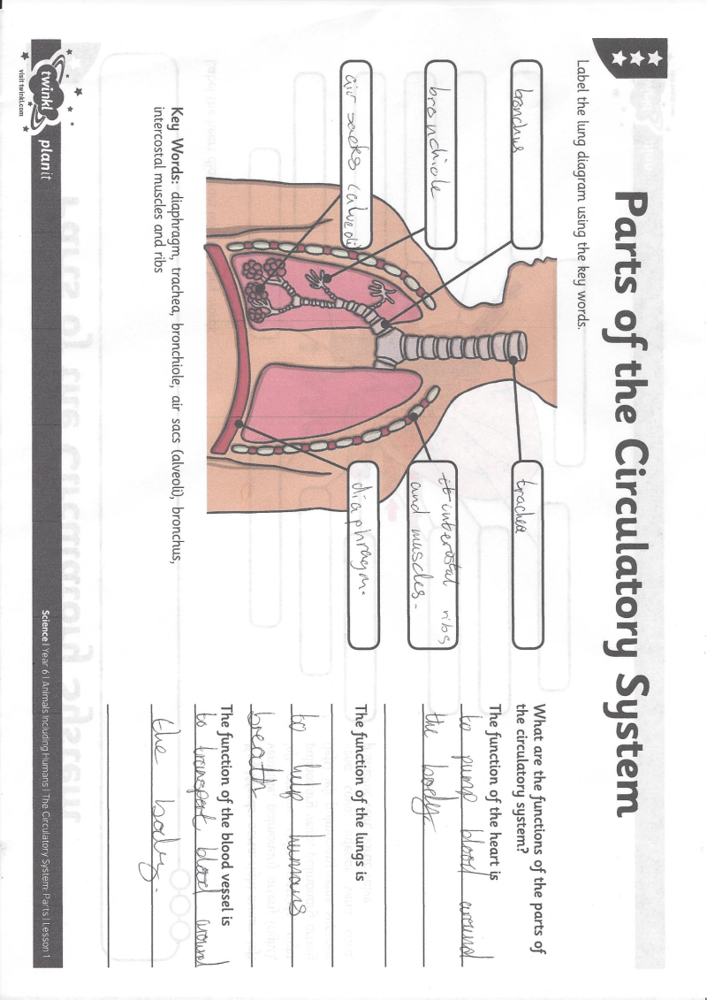 Parts of the Circulatory System
Label the lung diagram using the key words.
bronchus
bronchiole
air sacks (alveoli
trachea
interostal ribs
and muscles.
diaphragm.
Key Words: diaphragm, trachea, bronchiole, air sacs (alveoli), bronchus,
intercostal muscles and ribs
What are the functions of the parts of
the circulatory system?
The function of the heart is
to pump blood around
the body.
The function of the lungs is
to help humans
breath
The function of the blood vessel is
to transport blood around
the body.
twinkl
visit twinkl.com
planit
Science | Year 6 | Animals Including Humans | The Circulatory System: Parts | Lesson 1